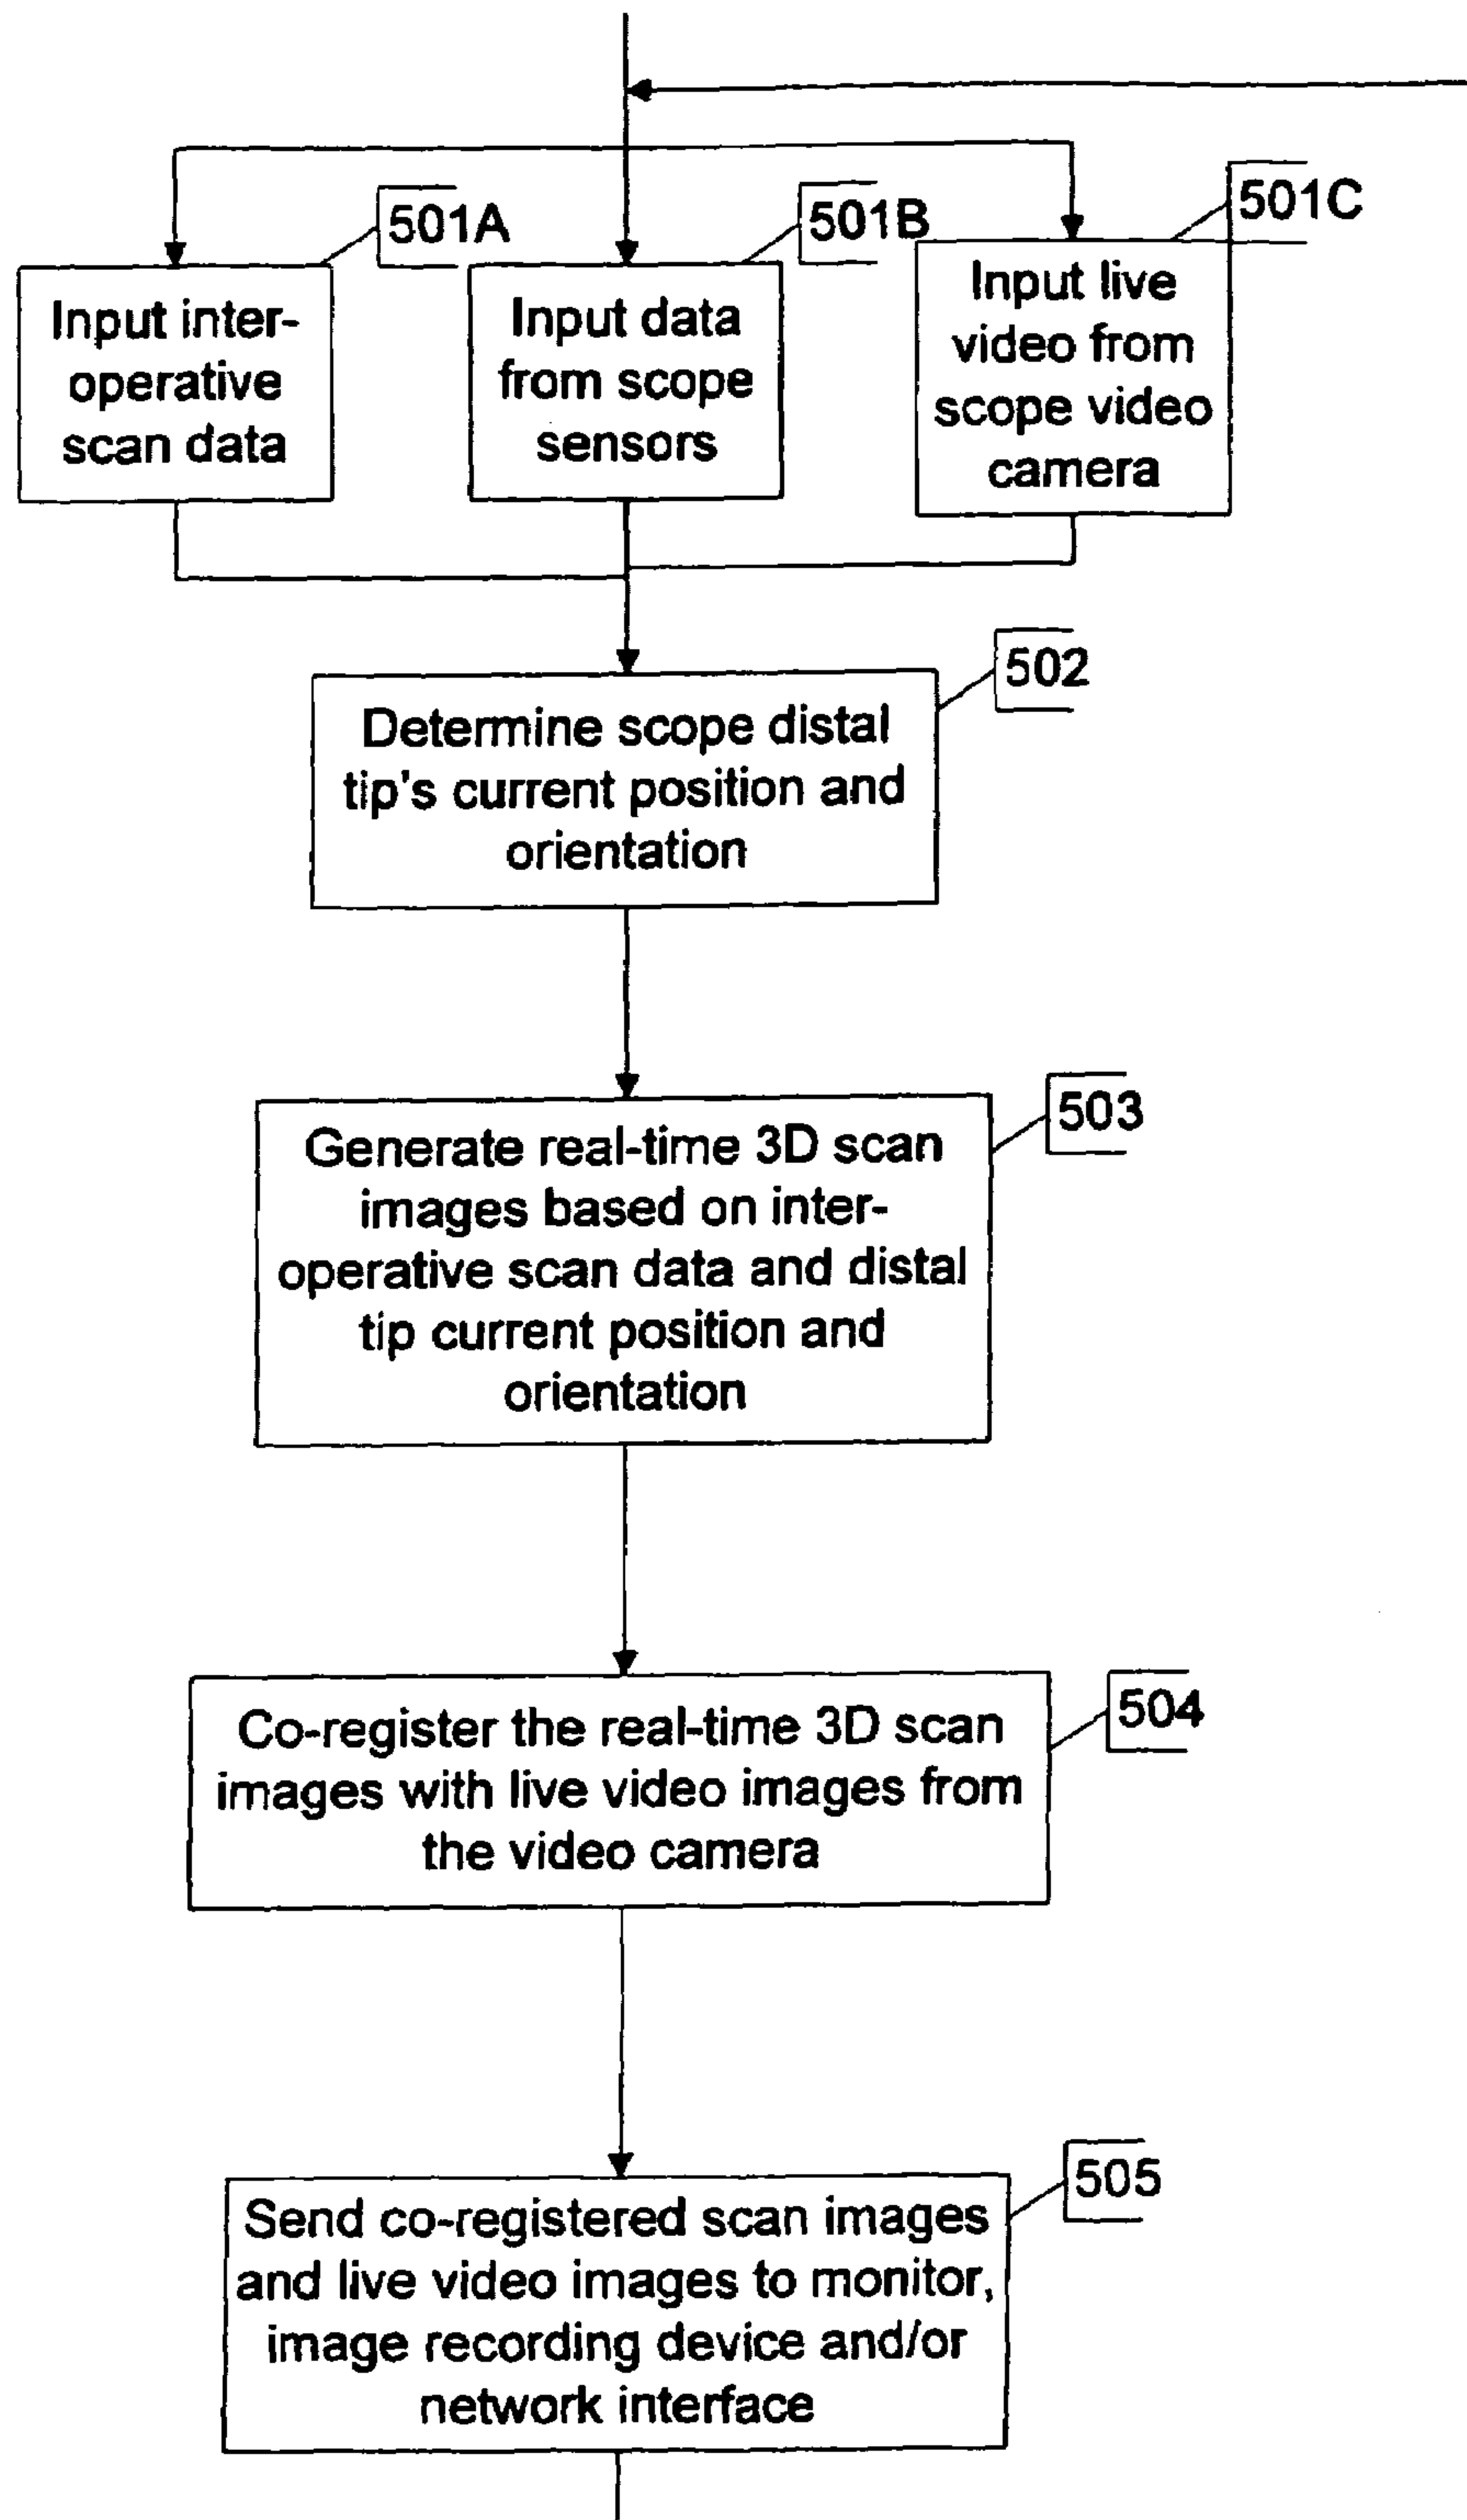 501A
Input inter-
operative
scan data
501B
Input data
from scope
sensors
501C
Input live
video from
scope video
camera
502
Determine scope distal
tip's current position and
orientation
503
Generate real-time 3D scan
images based on inter-
operative scan data and distal
tip current position and
orientation
504
Co-register the real-time 3D scan
images with live video images from
the video camera
505
Send co-registered scan images
and live video images to monitor,
image recording device and/or
network interface